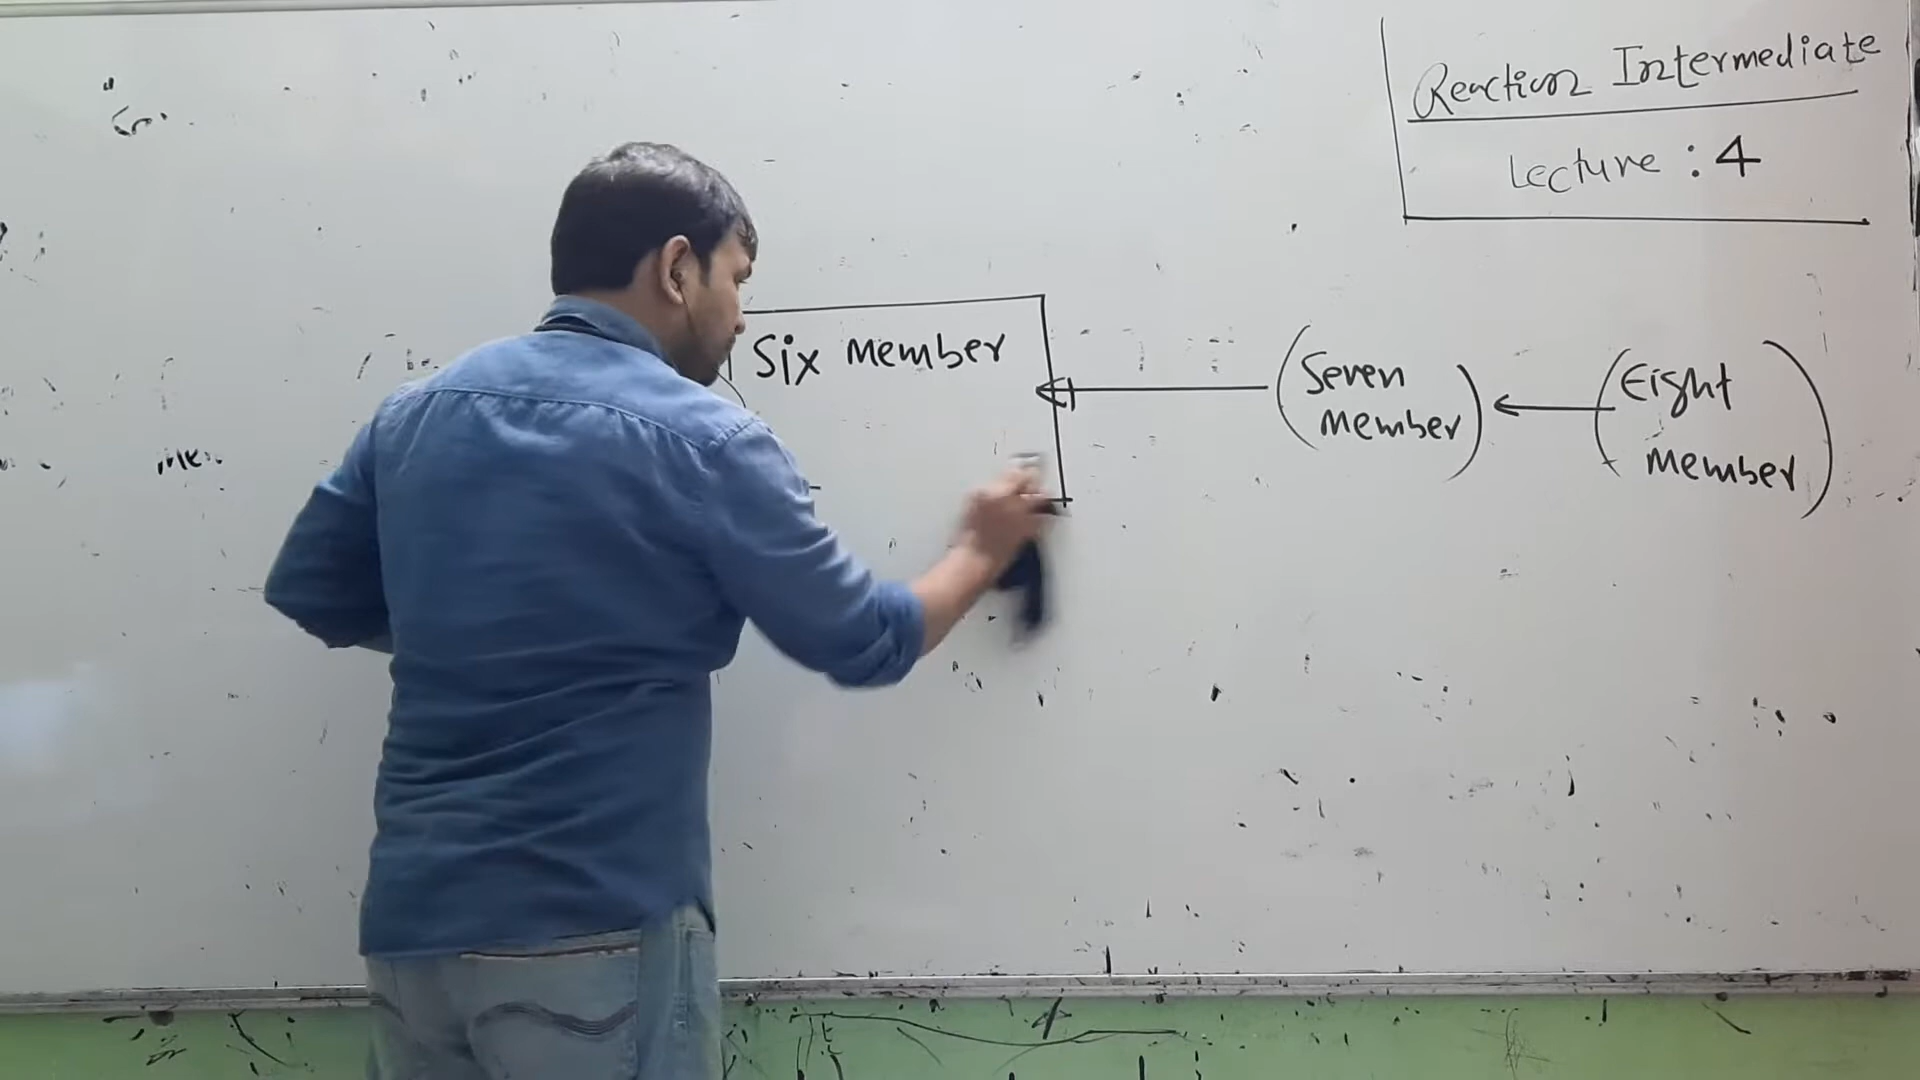 Reaction Intermediate
Lecture : 4
Six member
Seven
member
Eight
member